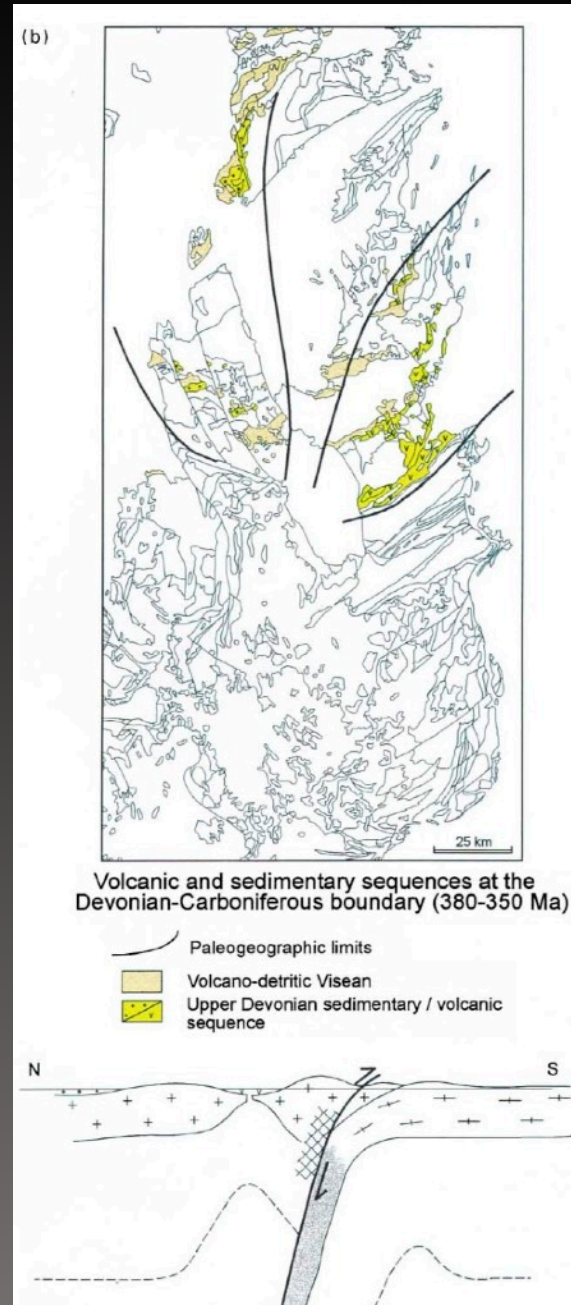 (b)
25 km
Volcanic and sedimentary sequences at the
Devonian-Carboniferous boundary (380-350 Ma)
Paleogeographic limits
Volcano-detritic Visean
Upper Devonian sedimentary / volcanic
sequence
N
S